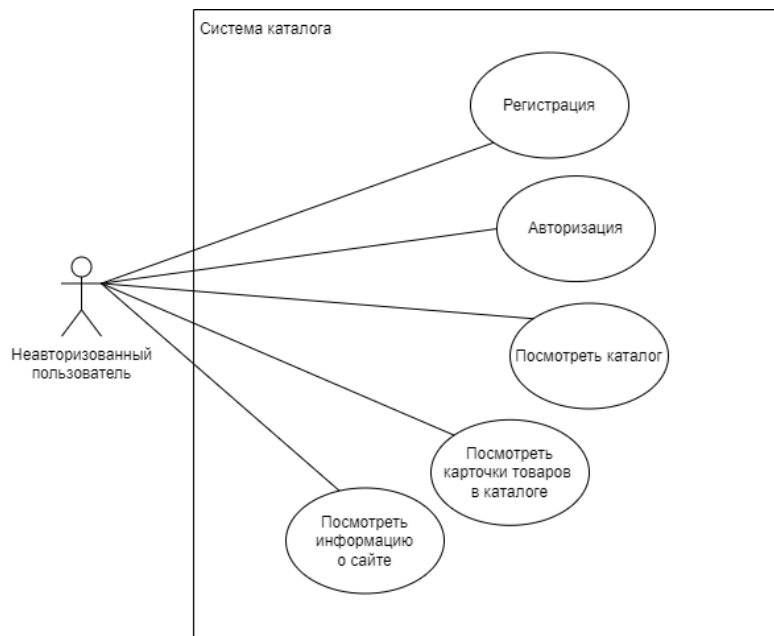 Система каталога
Регистрация
Авторизация
Неавторизованный
пользователь
Посмотреть каталог
Посмотреть
карточки товаров
в каталоге
Посмотреть
информацию
о сайте